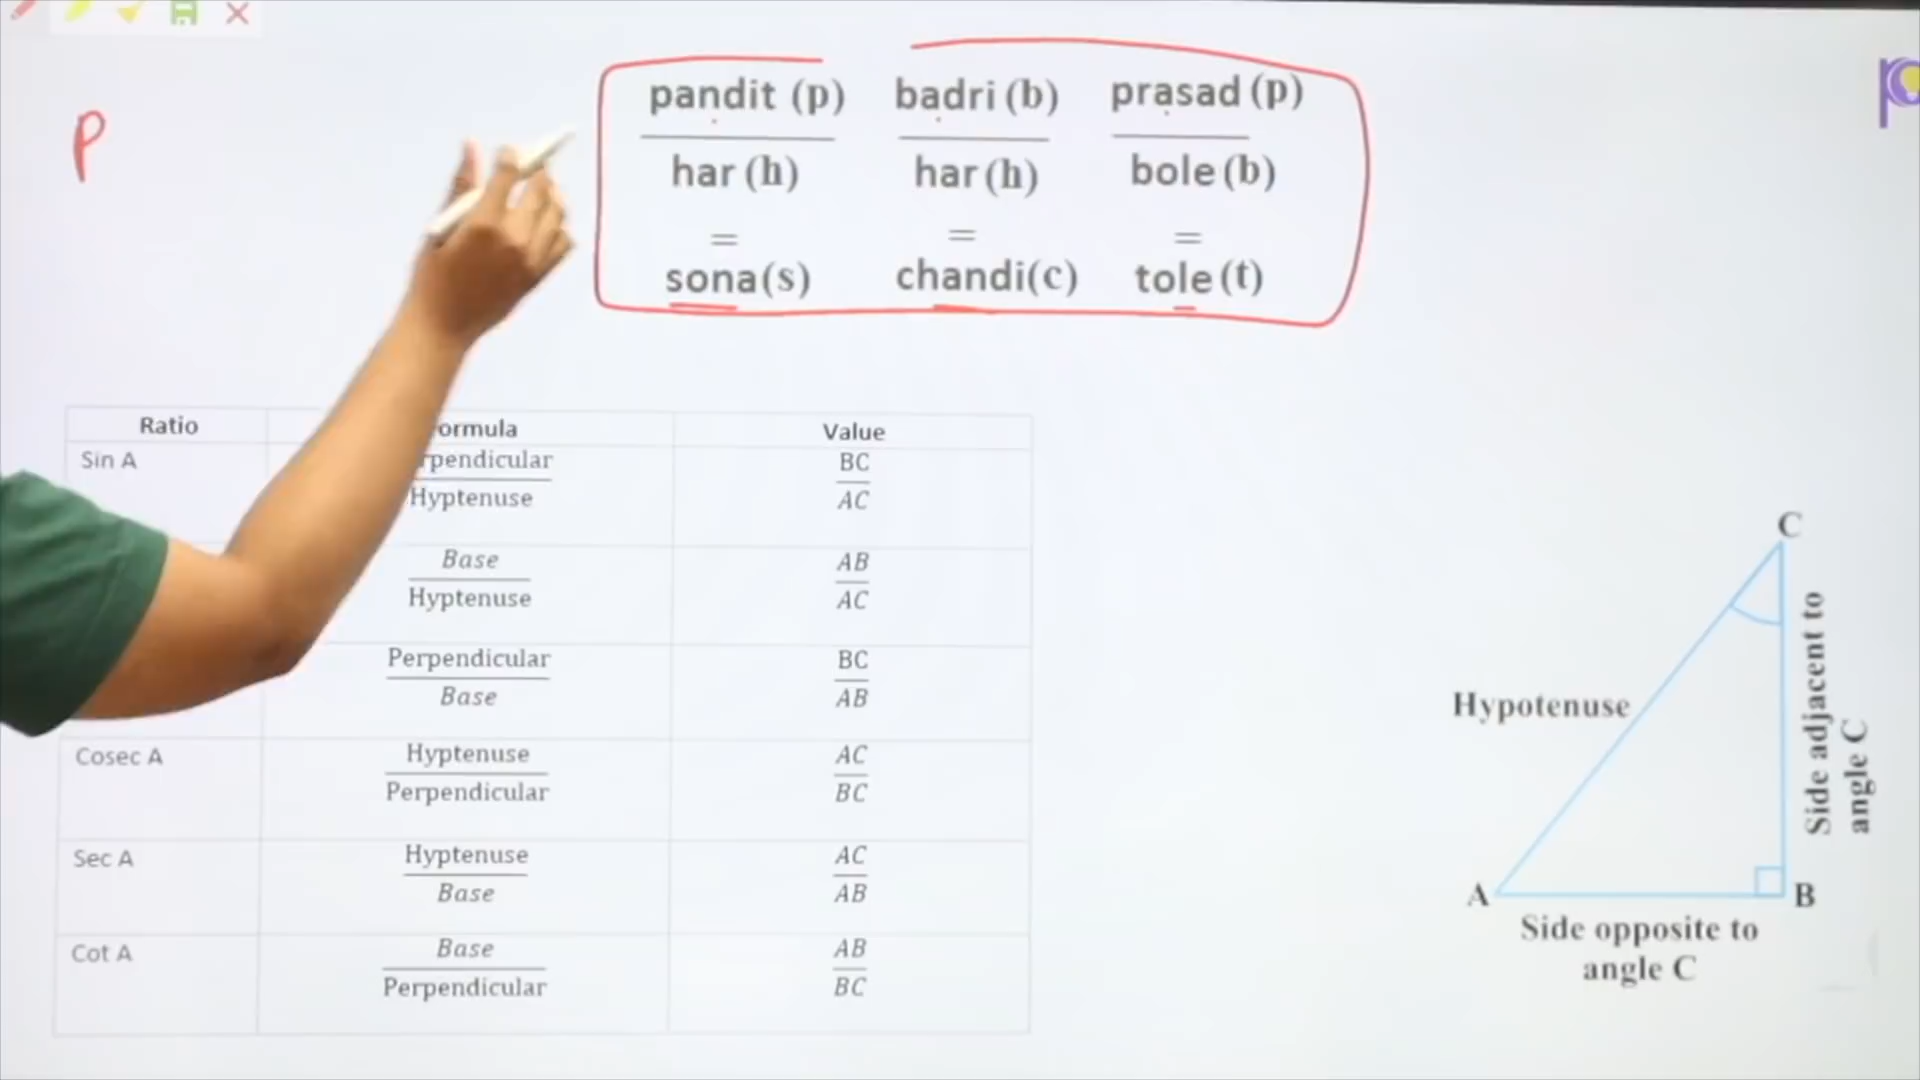 P
pandit (p) badri (b) prasad (p)
har (h) har (h) bole (b)
= = =
sona(s) chandi(c) tole (t)
Ratio ormula Value
Sin A rpendicular BC
Hyptenuse AC
Base AB
Hyptenuse AC
Perpendicular BC
Base AB
Cosec A Hyptenuse AC
Perpendicular BC
Sec A Hyptenuse AC
Base AB
Cot A Base AB
Perpendicular BC
C
Hypotenuse
Side adjacent to
angle C
A B
Side opposite to
angle C